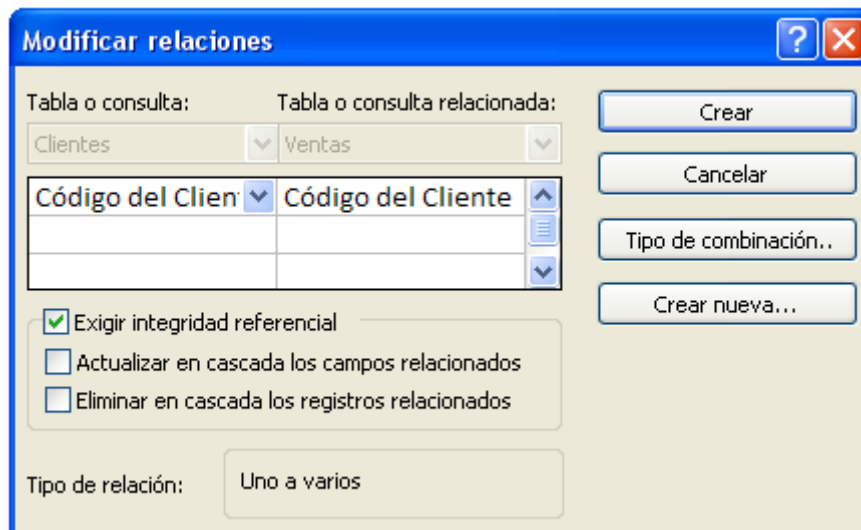 Modificar relaciones
Tabla o consulta: Tabla o consulta relacionada:
Clientes Ventas
Código del Clien Código del Cliente
Exigir integridad referencial
Actualizar en cascada los campos relacionados
Eliminar en cascada los registros relacionados
Tipo de relación: Uno a varios
Crear
Cancelar
Tipo de combinación..
Crear nueva...